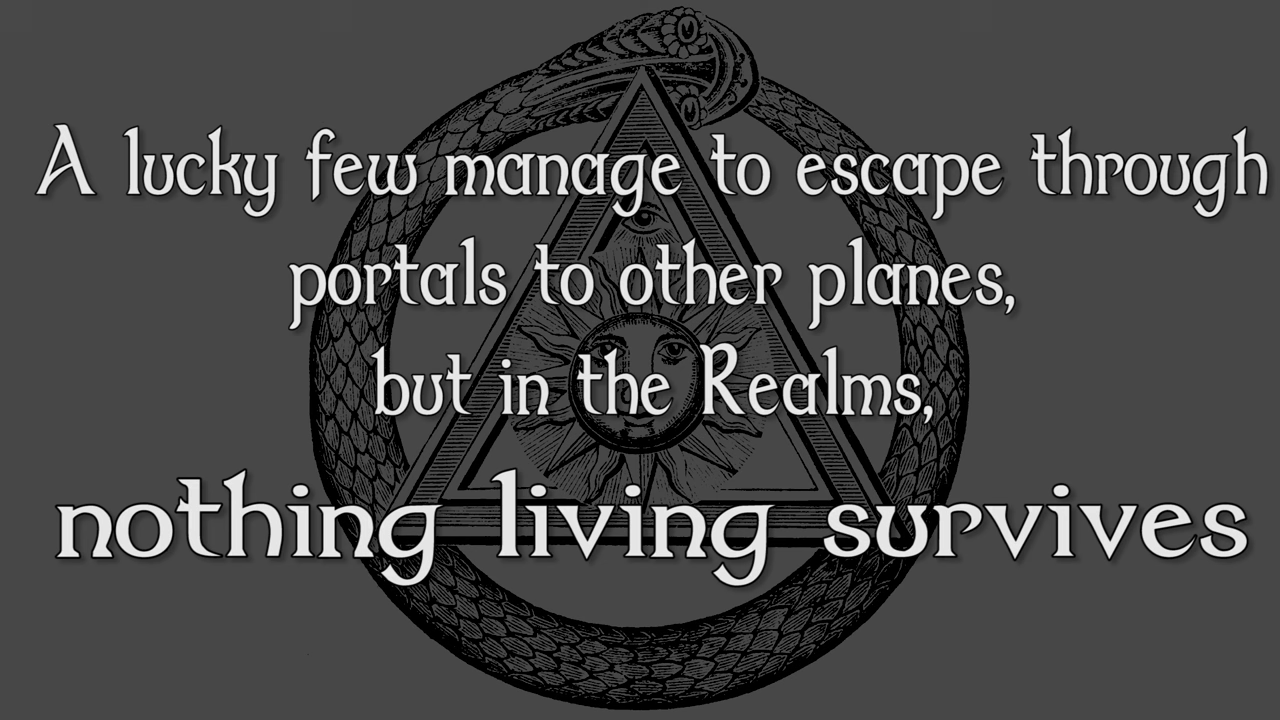 A lucky few manage to escape through
portals to other planes,
but in the Realms,
nothing living survives